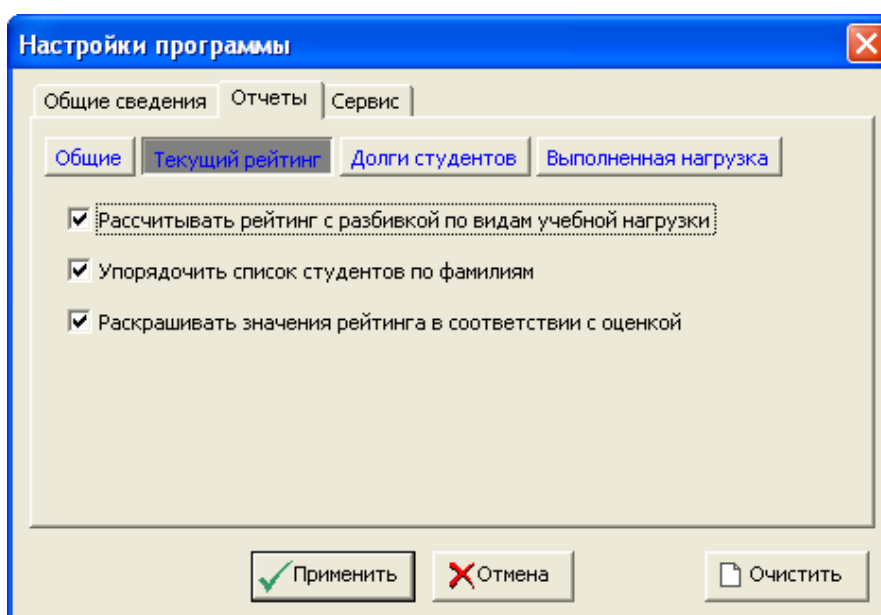 Настройки программы
Общие сведения Отчеты Сервис
Общие Текущий рейтинг Долги студентов Выполненная нагрузка
Рассчитывать рейтинг с разбивкой по видам учебной нагрузки
Упорядочить список студентов по фамилиям
Раскрашивать значения рейтинга в соответствии с оценкой
Применить Отмена Очистить